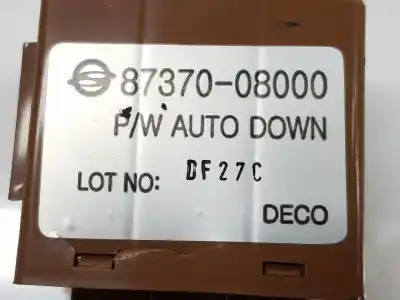 87370-08000
P/W AUTO DOWN
LOT NO: DF27C
DECO